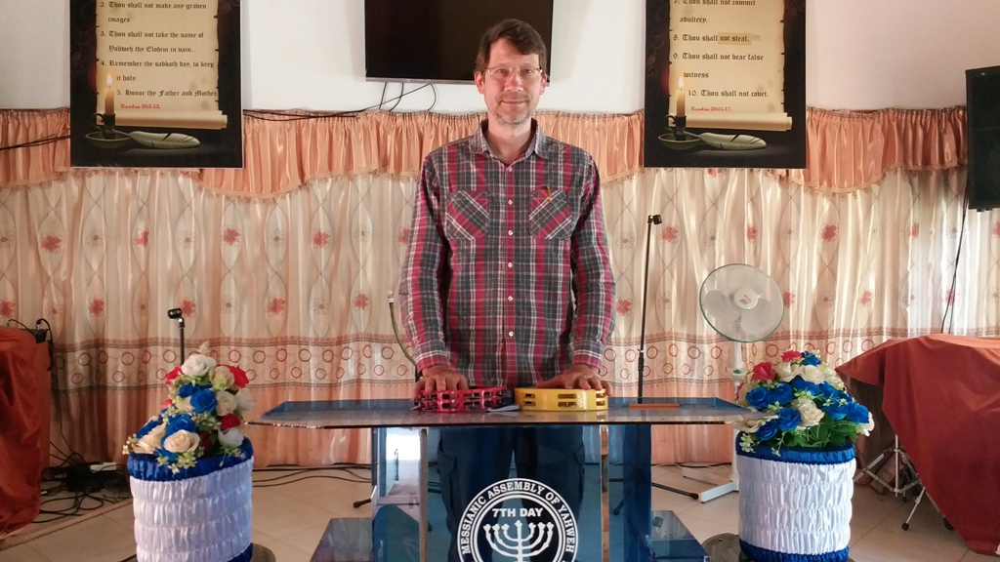 2. Thou shall not make any graven
images
3. Thou shall not take the name of
Yahweh thy Elohim in vain...
4. Remember the sabbath day, to keep
it holy.
5. Honor thy Father and Mother.
Exodus 20:3-12.
7. Thou shall not commit
adultery.
8. Thou shall not steal.
9. Thou shall not bear false
witness
10. Thou shall not covet.
Exodus 20:13-17.
MESSIANIC ASSEMBLY OF YAHWEH
7TH DAY